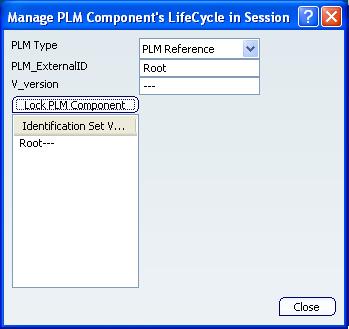 Manage PLM Component's LifeCycle in Session
PLM Type PLM Reference
PLM_ExternalID Root
V_version ---
Lock PLM Component
Identification Set V...
Root---
Close